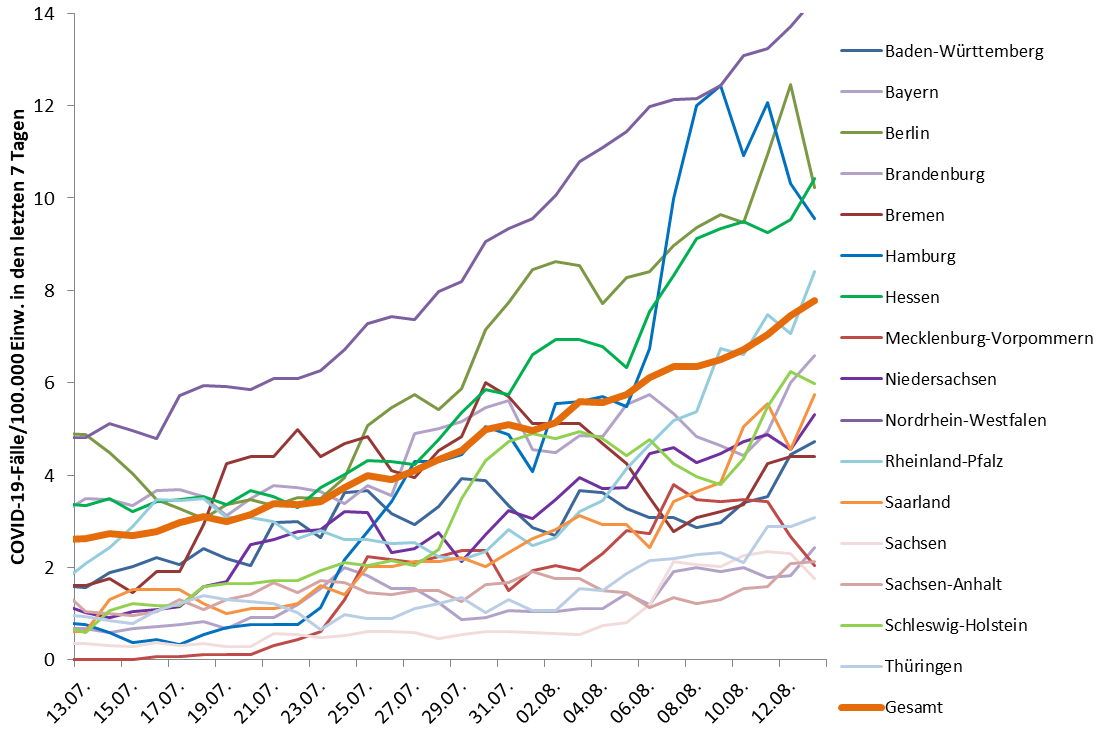 COVID-19-Fälle/100.000 Einw. in den letzten 7 Tagen
14
12
10
8
6
4
2
0
13.07.
15.07.
17.07.
19.07.
21.07.
23.07.
25.07.
27.07.
29.07.
31.07.
02.08.
04.08.
06.08.
08.08.
10.08.
12.08.
Baden-Württemberg
Bayern
Berlin
Brandenburg
Bremen
Hamburg
Hessen
Mecklenburg-Vorpommern
Niedersachsen
Nordrhein-Westfalen
Rheinland-Pfalz
Saarland
Sachsen
Sachsen-Anhalt
Schleswig-Holstein
Thüringen
Gesamt